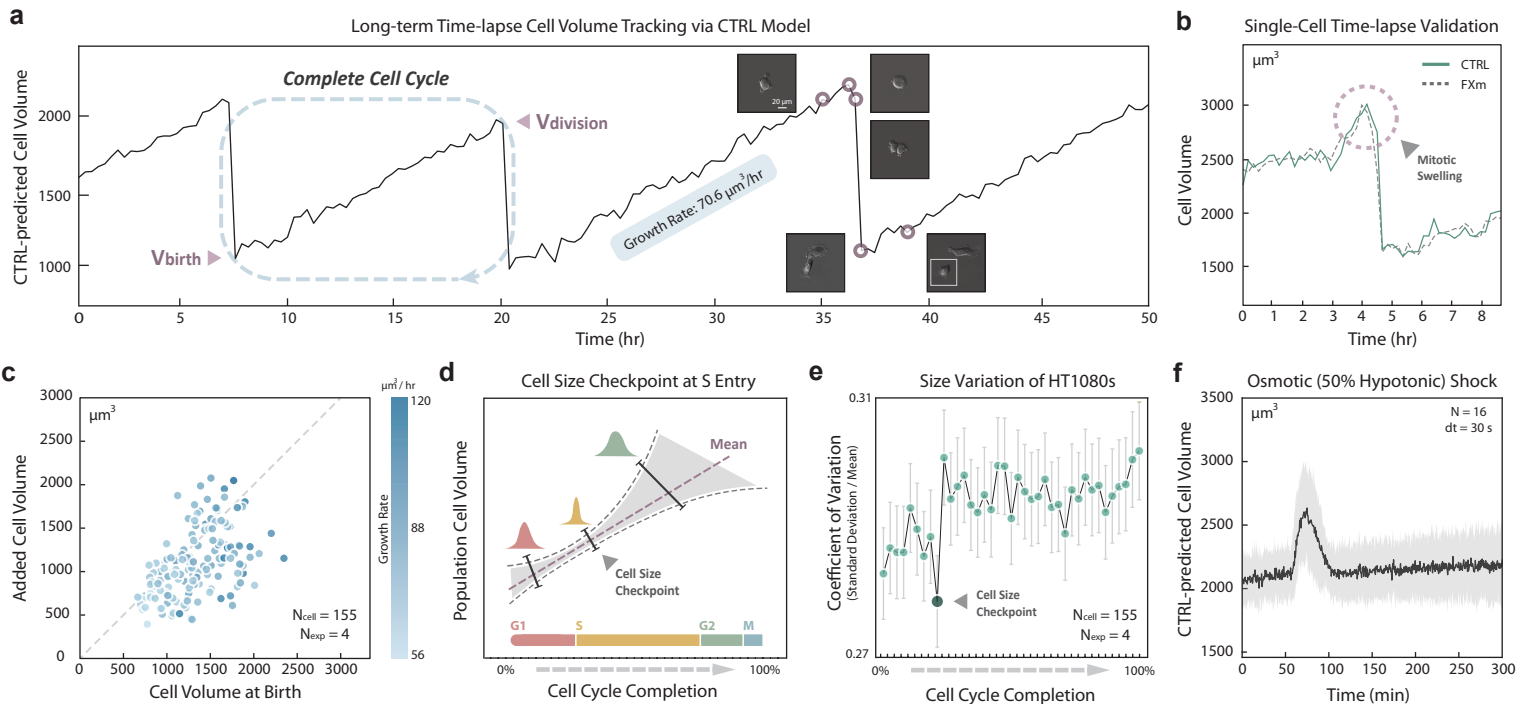 a
Long-term Time-lapse Cell Volume Tracking via CTRL Model
CTRL-predicted Cell Volume
2000
1500
1000
Complete Cell Cycle
Vdivision
Vbirth
Growth Rate: 70.6 μm³/hr
20 μm
0 5 10 15 20 25 30 35 40 45 50
Time (hr)
b
Single-Cell Time-lapse Validation
μm³
CTRL
FXm
Cell Volume
3000
2500
2000
1500
Mitotic
Swelling
0 1 2 3 4 5 6 7 8
Time (hr)
c
μm³/ hr
120
88
56
Growth Rate
μm³
Added Cell Volume
3000
2500
2000
1500
1000
500
0
Ncell = 155
Nexp = 4
0 500 1000 1500 2000 2500 3000
Cell Volume at Birth
d
Cell Size Checkpoint at S Entry
Population Cell Volume
Mean
Cell Size
Checkpoint
G1 S G2 M
0% 100%
Cell Cycle Completion
e
Size Variation of HT1080s
Coefficient of Variation
(Standard Deviation / Mean)
0.31
0.27
Cell Size
Checkpoint
Ncell = 155
Nexp = 4
0% 100%
Cell Cycle Completion
f
Osmotic (50% Hypotonic) Shock
μm³
N = 16
dt = 30 s
CTRL-predicted Cell Volume
3500
3000
2500
2000
1500
0 50 100 150 200 250 300
Time (min)